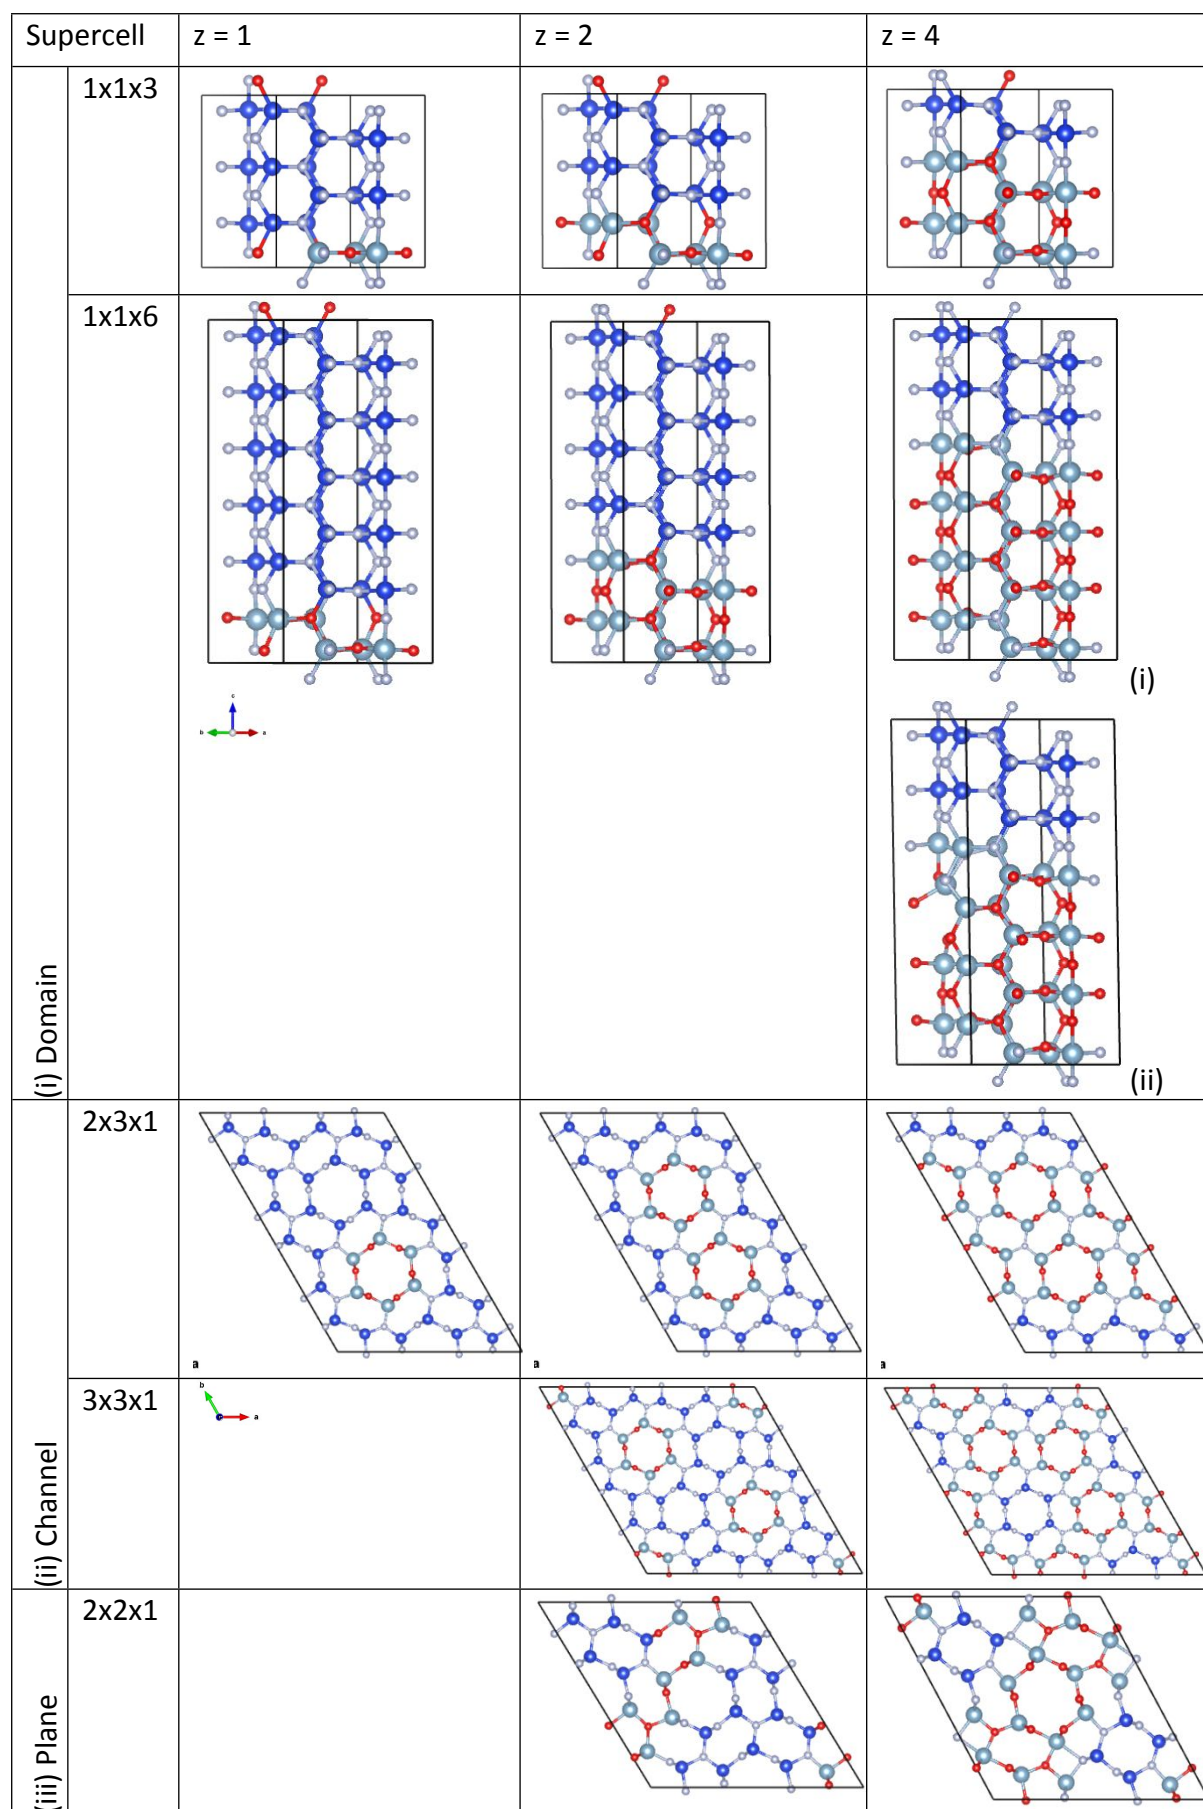 Supercell z = 1 z = 2 z = 4
(i) Domain
1x1x3
1x1x6
c
b a
(i)
(ii)
(ii) Channel
2x3x1
a a a
3x3x1
b
a
(iii) Plane
2x2x1